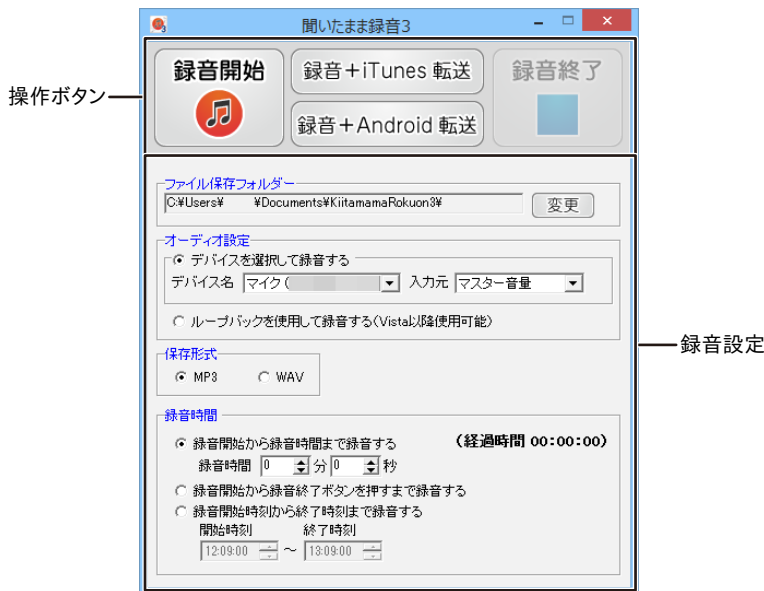 聞いたまま録音3
録音開始
録音+iTunes 転送
録音+Android 転送
録音終了
操作ボタン
ファイル保存フォルダー
C:¥Users¥ ¥Documents¥KiitamamaRokuon3¥
変更
オーディオ設定
デバイスを選択して録音する
デバイス名 マイク ( 入力元 マスター音量
ループバックを使用して録音する(Vista以降使用可能)
録音設定
保存形式
MP3 WAV
録音時間
録音開始から録音時間まで録音する (経過時間 00:00:00)
録音時間 0 分 0 秒
録音開始から録音終了ボタンを押すまで録音する
録音開始時刻から終了時刻まで録音する
開始時刻 終了時刻
12:09:00 ～ 13:09:00